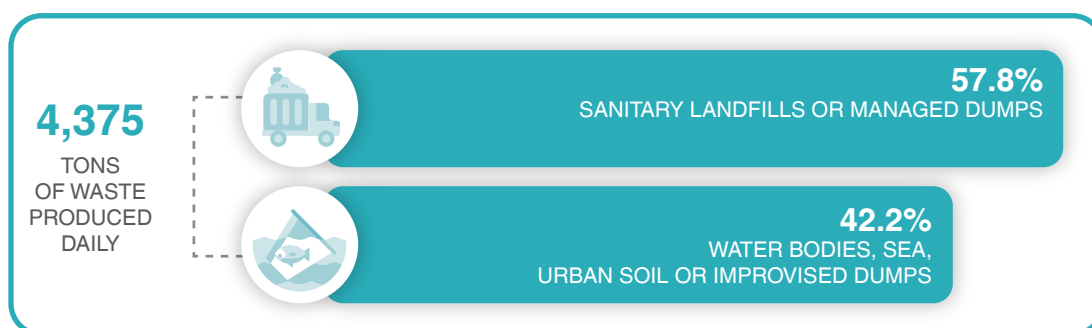 4,375
TONS
OF WASTE
PRODUCED
DAILY
57.8%
SANITARY LANDFILLS OR MANAGED DUMPS
42.2%
WATER BODIES, SEA,
URBAN SOIL OR IMPROVISED DUMPS